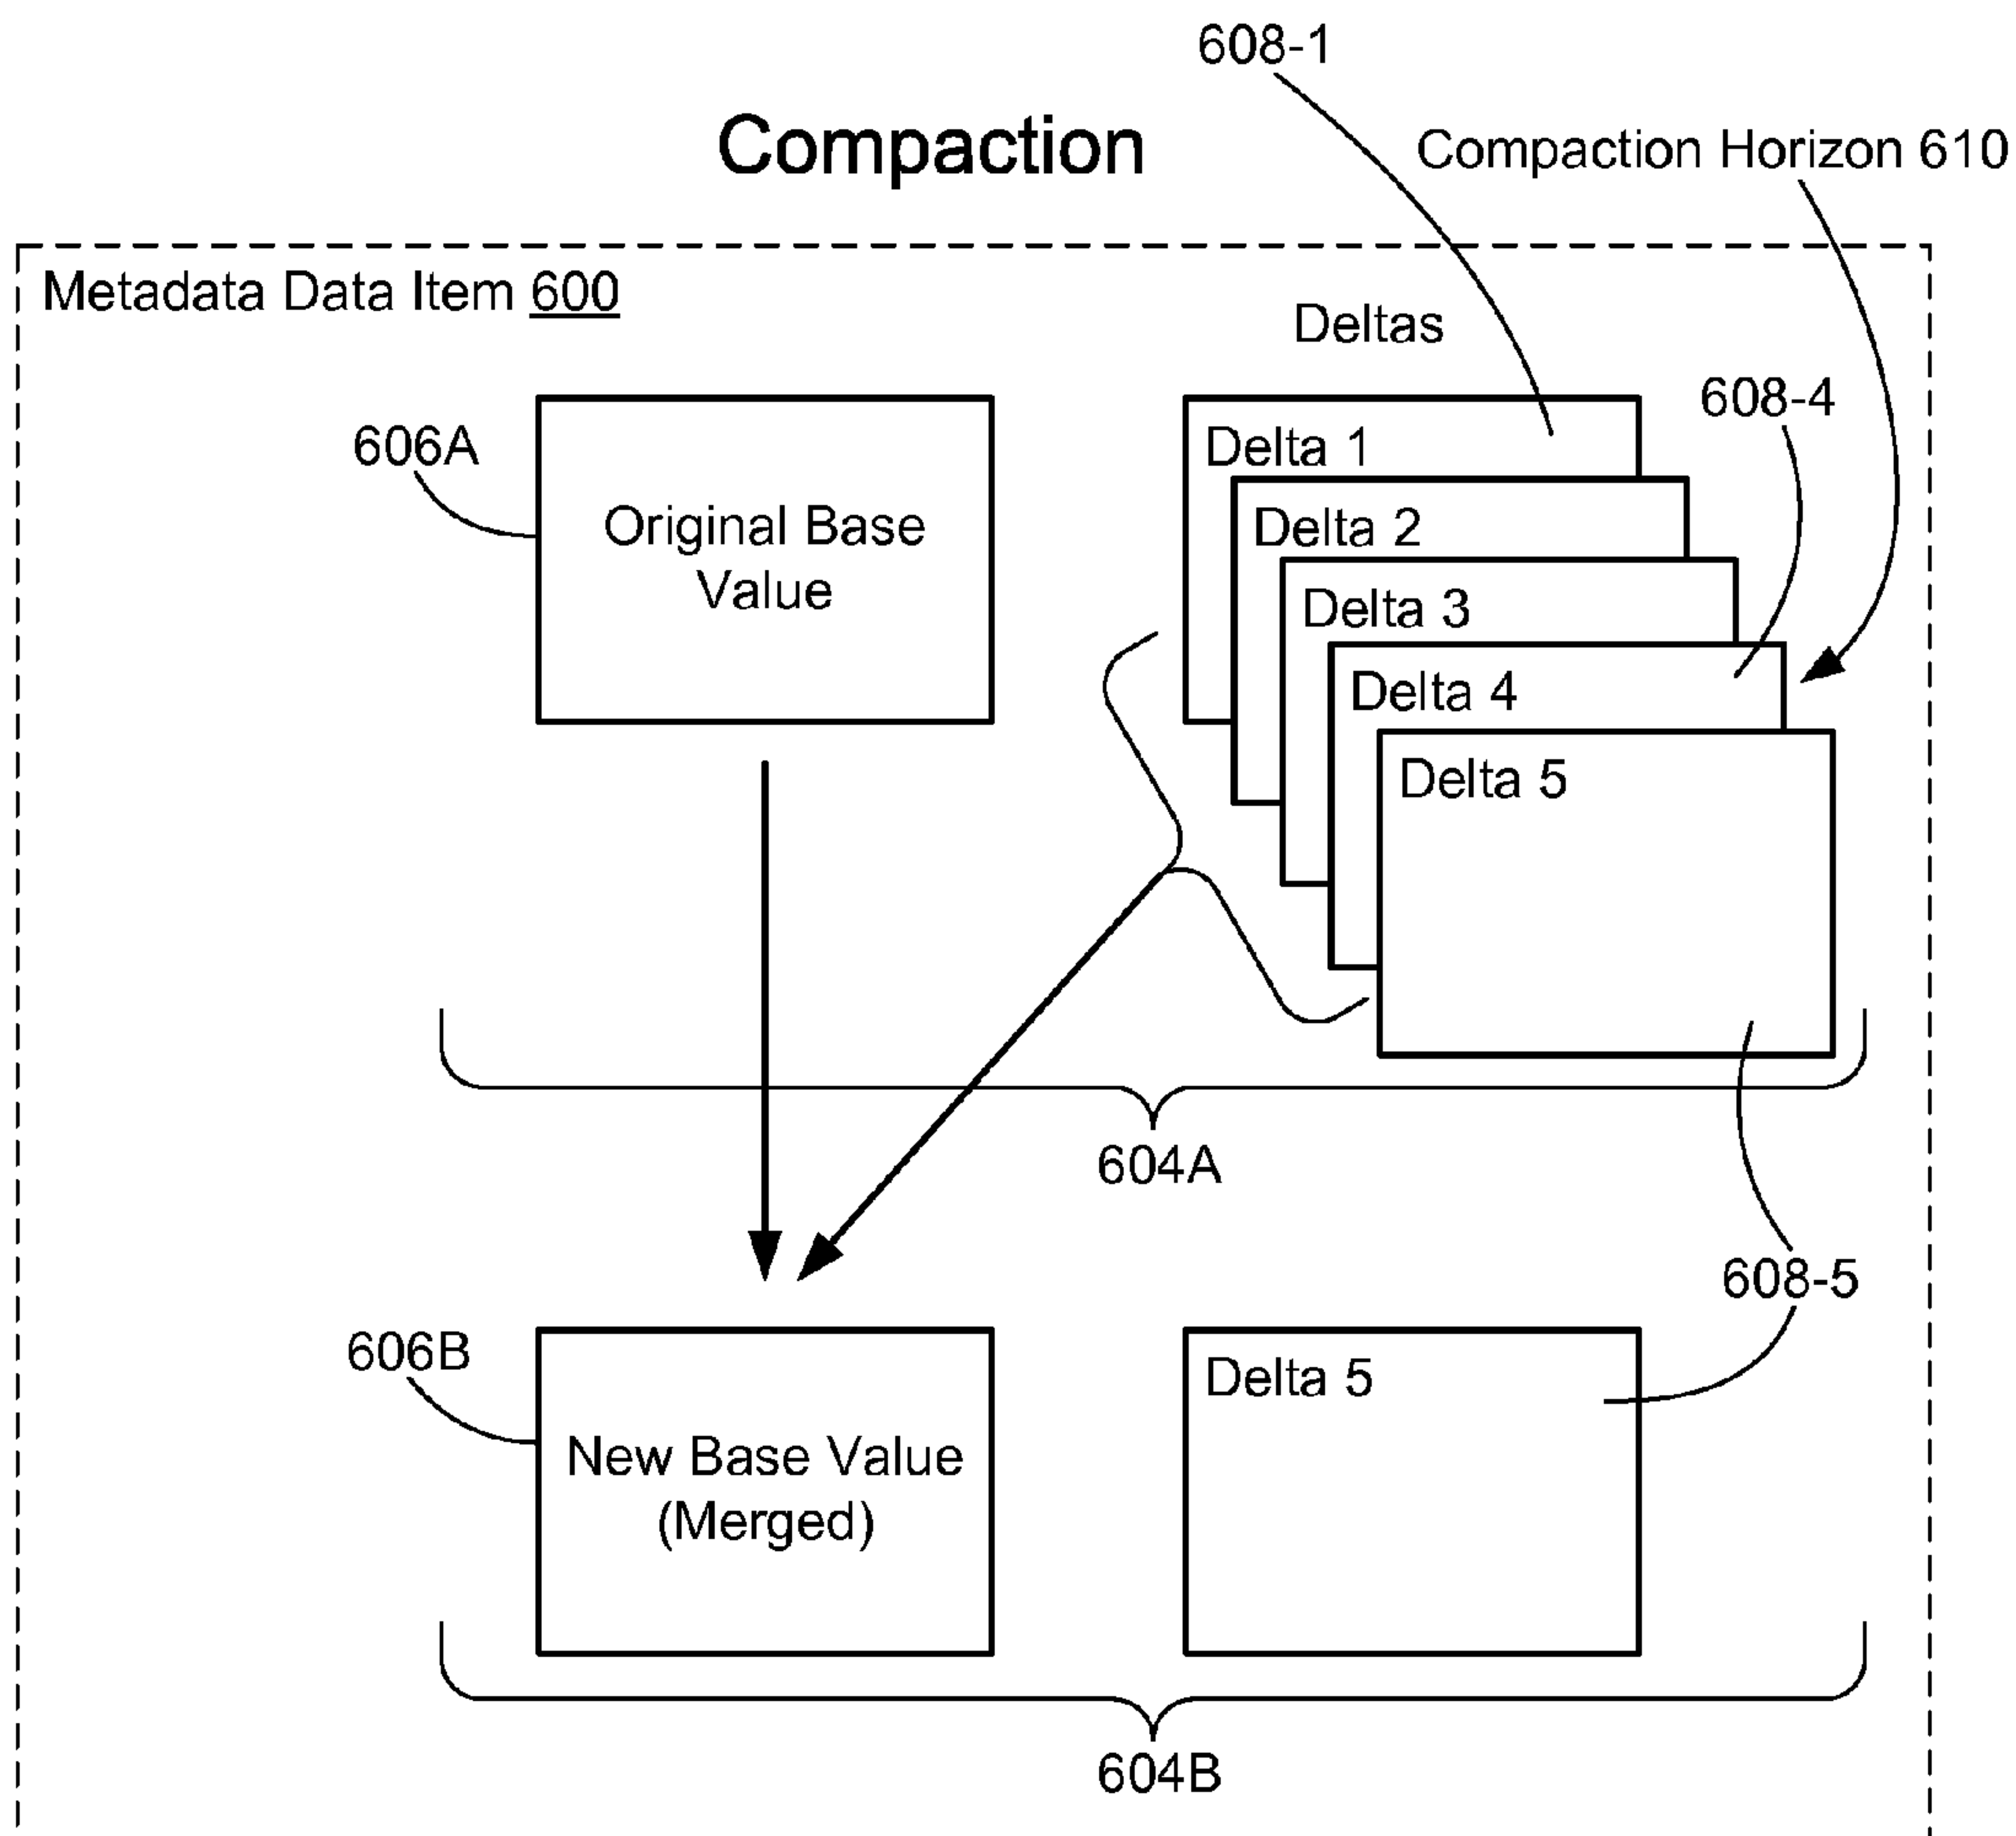 608-1
Compaction
Compaction Horizon 610
Metadata Data Item 600
Deltas
608-4
606A
Original Base
Value
Delta 1
Delta 2
Delta 3
Delta 4
Delta 5
604A
608-5
606B
New Base Value
(Merged)
Delta 5
604B